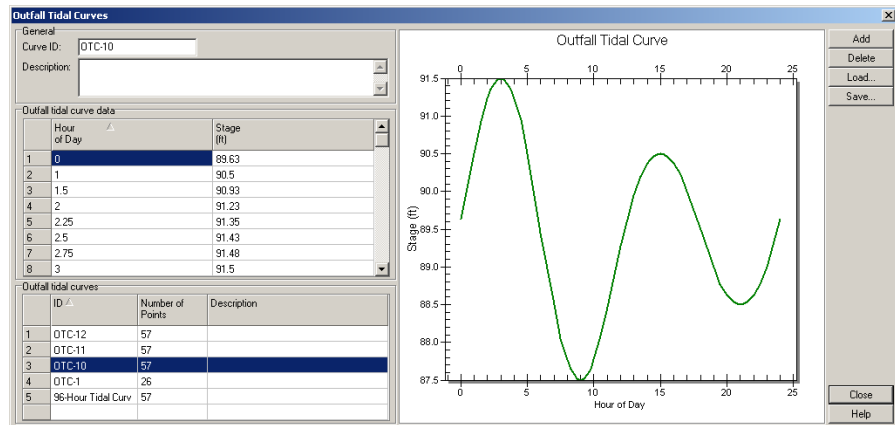 Outfall Tidal Curves
General
Curve ID: OTC-10
Description:
Outfall tidal curve data
Hour of Day Stage (ft)
1 0 89.63
2 1 90.5
3 1.5 90.93
4 2 91.23
5 2.25 91.35
6 2.5 91.43
7 2.75 91.48
8 3 91.5
Outfall tidal curves
ID Number of Points Description
1 OTC-12 57
2 OTC-11 57
3 OTC-10 57
4 OTC-1 26
5 96-Hour Tidal Curv 57
Outfall Tidal Curve
0 5 10 15 20 25
91.5
91.0
90.5
90.0
89.5
89.0
88.5
88.0
87.5
Stage (ft)
0 5 10 15 20 25
Hour of Day
Add
Delete
Load...
Save...
Close
Help